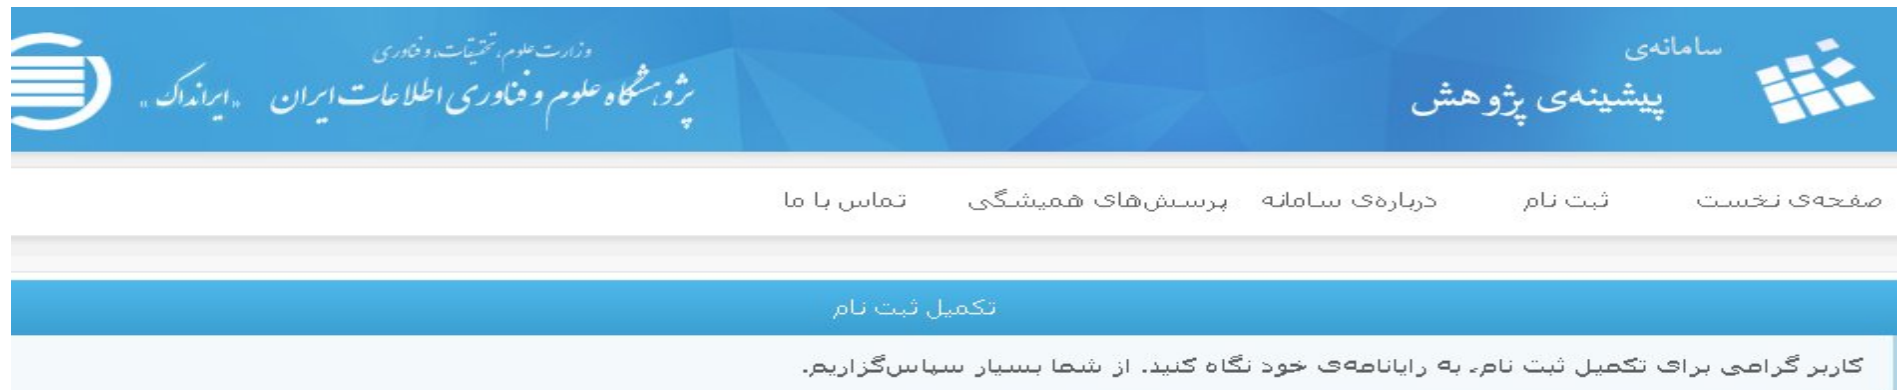 سامانه‌ی
پیشینه‌ی پژوهش
وزارت علوم، تحقیقات، و فناوری
پژوهشگاه علوم و فناوری اطلاعات ایران «ایرانداک»
صفحه‌ی نخست ثبت نام درباره‌ی سامانه پرسش‌های همیشگی تماس با ما
تکمیل ثبت نام
کاربر گرامی برای تکمیل ثبت نام، به رایانامه‌ی خود نگاه کنید. از شما بسیار سپاس‌گزاریم.